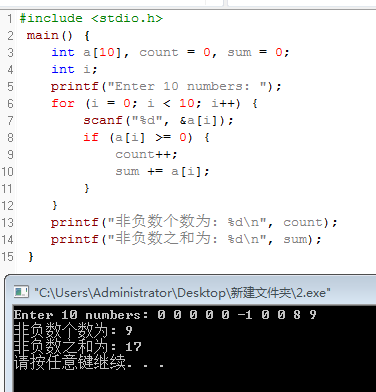 1 #include <stdio.h>
2 main() {
3 int a[10], count = 0, sum = 0;
4 int i;
5 printf("Enter 10 numbers: ");
6 for (i = 0; i < 10; i++) {
7 scanf("%d", &a[i]);
8 if (a[i] >= 0) {
9 count++;
10 sum += a[i];
11 }
12 }
13 printf("非负数个数为: %d\n", count);
14 printf("非负数之和为: %d\n", sum);
15 }
"C:\Users\Administrator\Desktop\新建文件夹\2.exe"
Enter 10 numbers: 0 0 0 0 0 -1 0 0 8 9
非负数个数为: 9
非负数之和为: 17
请按任意键继续. . .